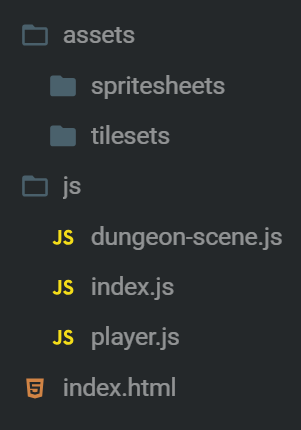 assets
spritesheets
tilesets
js
JS dungeon-scene.js
JS index.js
JS player.js
5 index.html